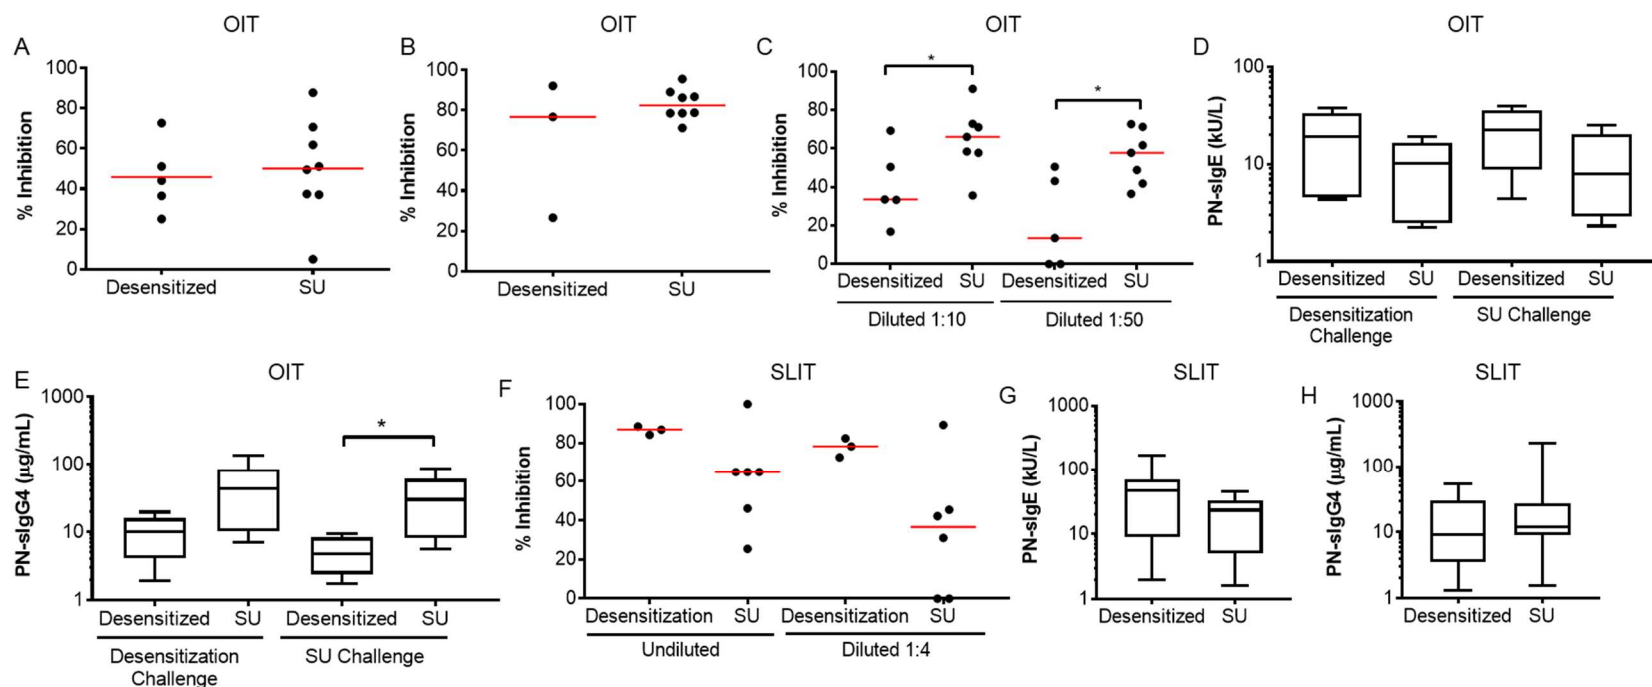 A
OIT
% Inhibition
100
80
60
40
20
0
Desensitized SU
B
OIT
% Inhibition
100
80
60
40
20
0
Desensitized SU
C
OIT
% Inhibition
100
80
60
40
20
0
* *
Desensitized SU Desensitized SU
Diluted 1:10 Diluted 1:50
D
OIT
PN-sIgE (kU/L)
100
10
1
Desensitized SU Desensitized SU
Desensitization SU Challenge
Challenge
E
OIT
PN-sIgG4 (μg/mL)
1000
100
10
1
*
Desensitized SU Desensitized SU
Desensitization SU Challenge
Challenge
F
SLIT
% Inhibition
100
80
60
40
20
0
Desensitization SU Desensitization SU
Undiluted Diluted 1:4
G
SLIT
PN-sIgE (kU/L)
1000
100
10
1
Desensitized SU
H
SLIT
PN-sIgG4 (μg/mL)
1000
100
10
1
Desensitized SU